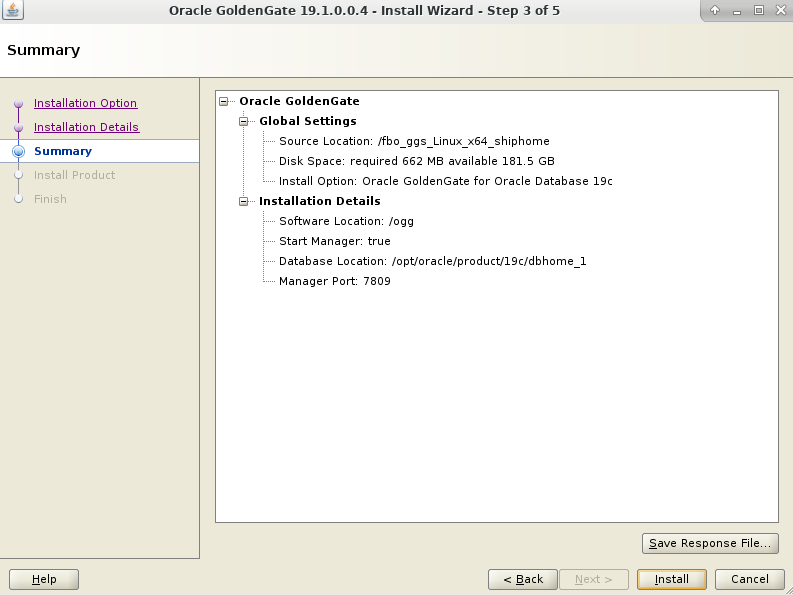 Oracle GoldenGate 19.1.0.0.4 - Install Wizard - Step 3 of 5
Summary
Installation Option
Installation Details
Summary
Install Product
Finish
Oracle GoldenGate
Global Settings
Source Location: /fbo_ggs_Linux_x64_shiphome
Disk Space: required 662 MB available 181.5 GB
Install Option: Oracle GoldenGate for Oracle Database 19c
Installation Details
Software Location: /ogg
Start Manager: true
Database Location: /opt/oracle/product/19c/dbhome_1
Manager Port: 7809
Save Response File...
Help
< Back
Next >
Install
Cancel